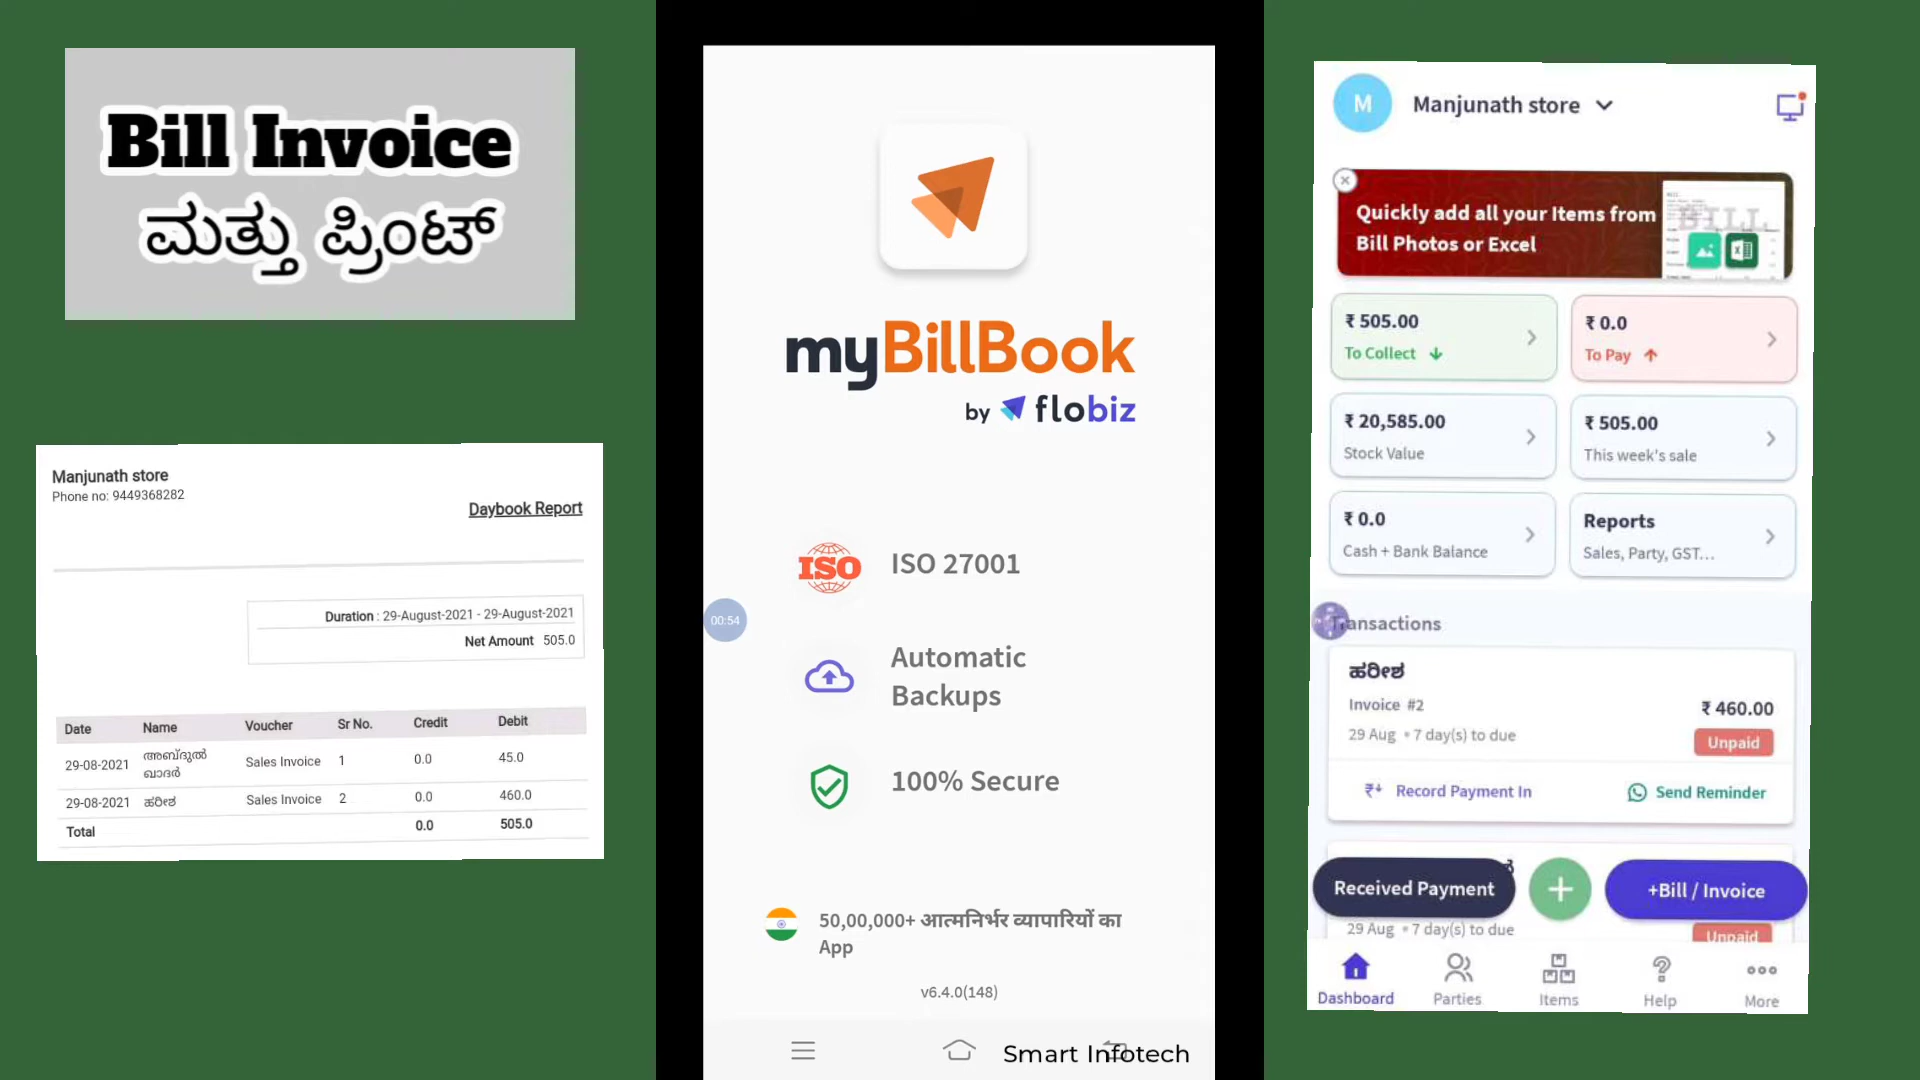 Bill Invoice
ಮತ್ತು ಪ್ರಿಂಟ್
Manjunath store
Phone no: 9449368282
Daybook Report
Duration : 29-August-2021 - 29-August-2021
Net Amount 505.0
Date Name Voucher Sr No. Credit Debit
29-08-2021 അബ്ദുൽ ഖാദർ Sales Invoice 1 0.0 45.0
29-08-2021 ಹರೀಶ Sales Invoice 2 0.0 460.0
Total 0.0 505.0
myBillBook
by flobiz
ISO ISO 27001
00:54
Automatic
Backups
100% Secure
50,00,000+ आत्मनिर्भर व्यापारियों का
App
v6.4.0(148)
Smart Infotech
M Manjunath store
Quickly add all your Items from
Bill Photos or Excel
BILL
₹ 505.00
To Collect
₹ 0.0
To Pay
₹ 20,585.00
Stock Value
₹ 505.00
This week's sale
₹ 0.0
Cash + Bank Balance
Reports
Sales, Party, GST...
ansactions
ಹರೀಶ
Invoice #2
₹ 460.00
29 Aug • 7 day(s) to due
Unpaid
Record Payment In
Send Reminder
Received Payment
+
+Bill / Invoice
29 Aug • 7 day(s) to due
Unpaid
Dashboard
Parties
Items
Help
More